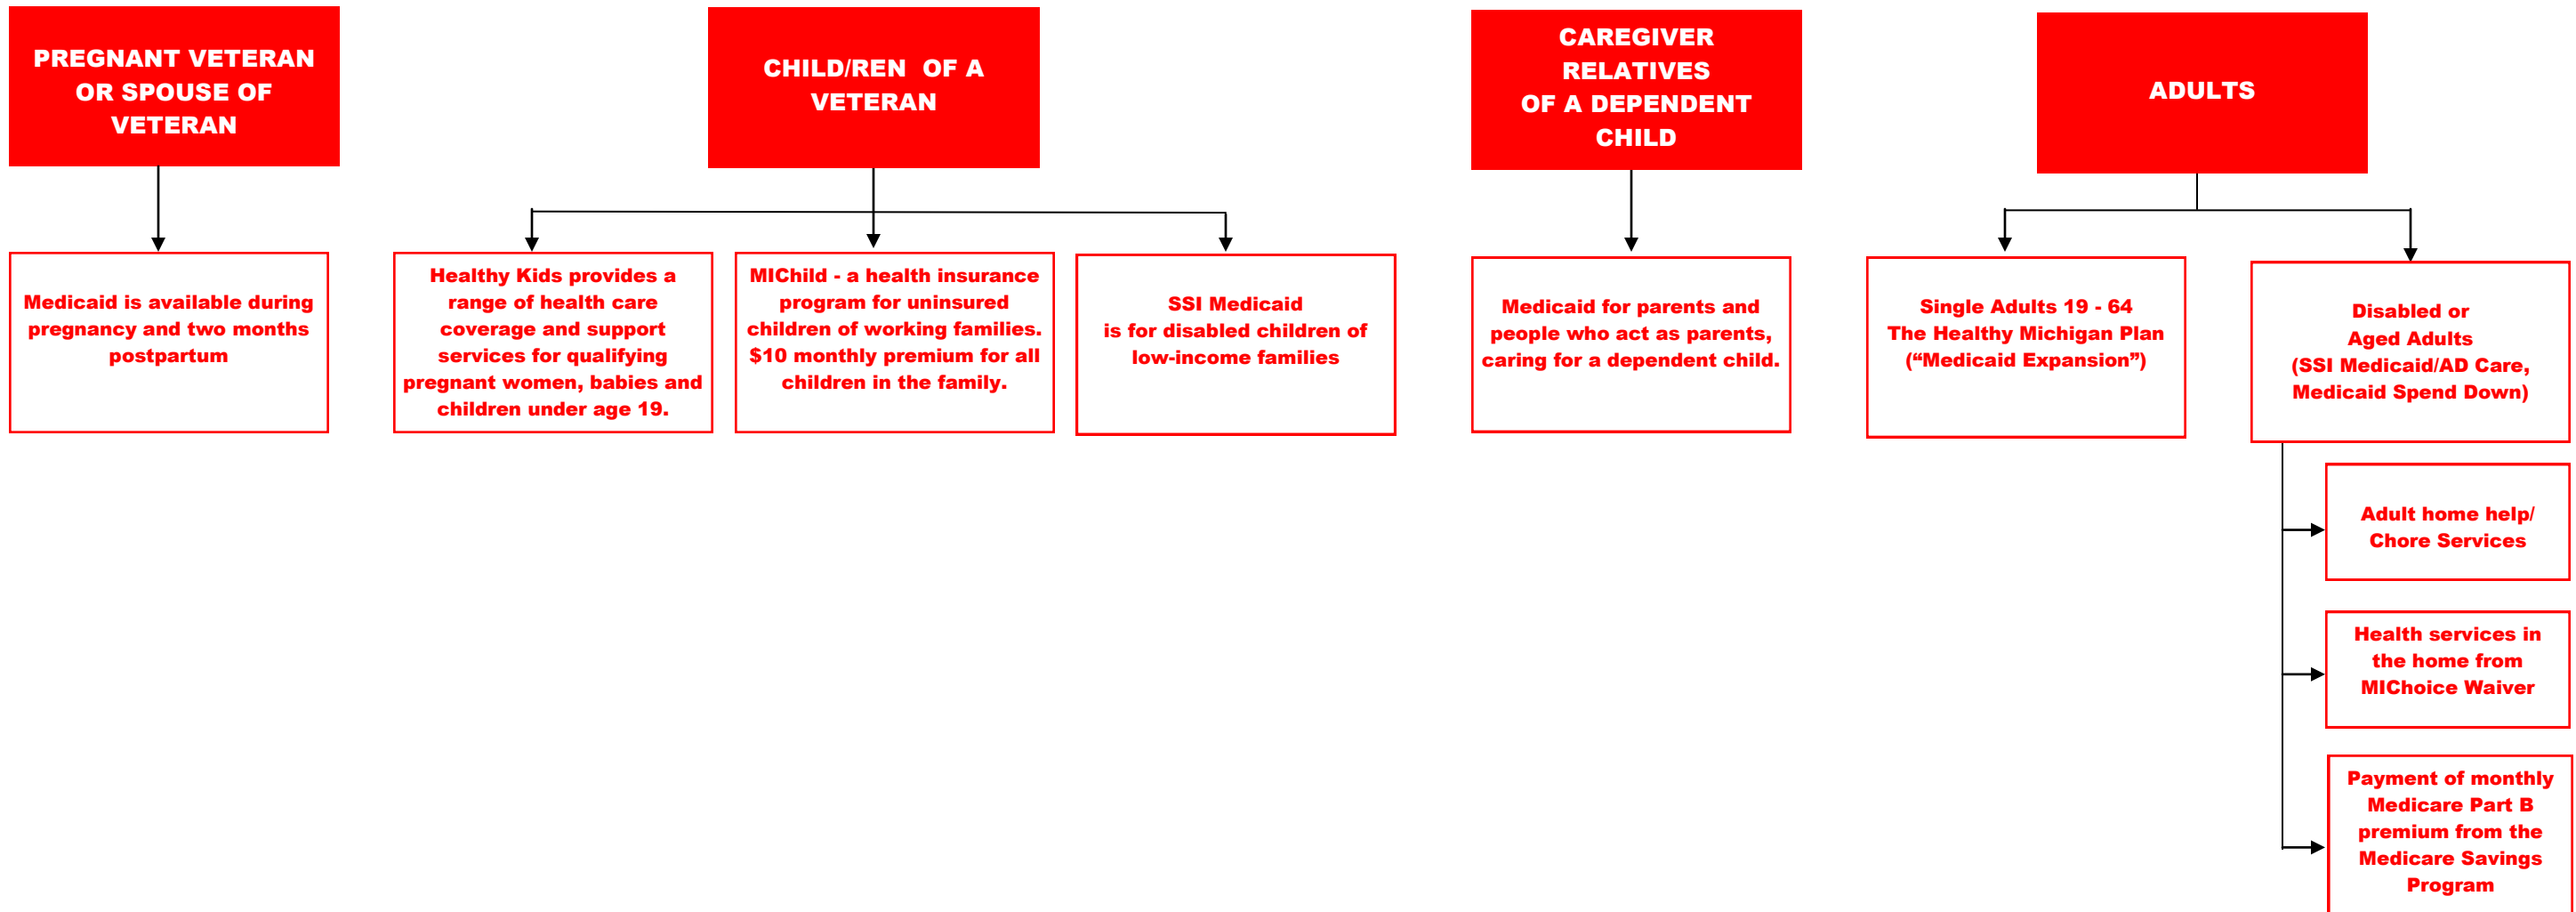 PREGNANT VETERAN
OR SPOUSE OF
VETERAN
CHILD/REN OF A
VETERAN
CAREGIVER
RELATIVES
OF A DEPENDENT
CHILD
ADULTS
Medicaid is available during
pregnancy and two months
postpartum
Healthy Kids provides a
range of health care
coverage and support
services for qualifying
pregnant women, babies and
children under age 19.
MIChild - a health insurance
program for uninsured
children of working families.
$10 monthly premium for all
children in the family.
SSI Medicaid
is for disabled children of
low-income families
Medicaid for parents and
people who act as parents,
caring for a dependent child.
Single Adults 19 - 64
The Healthy Michigan Plan
(“Medicaid Expansion”)
Disabled or
Aged Adults
(SSI Medicaid/AD Care,
Medicaid Spend Down)
Adult home help/
Chore Services
Health services in
the home from
MIChoice Waiver
Payment of monthly
Medicare Part B
premium from the
Medicare Savings
Program